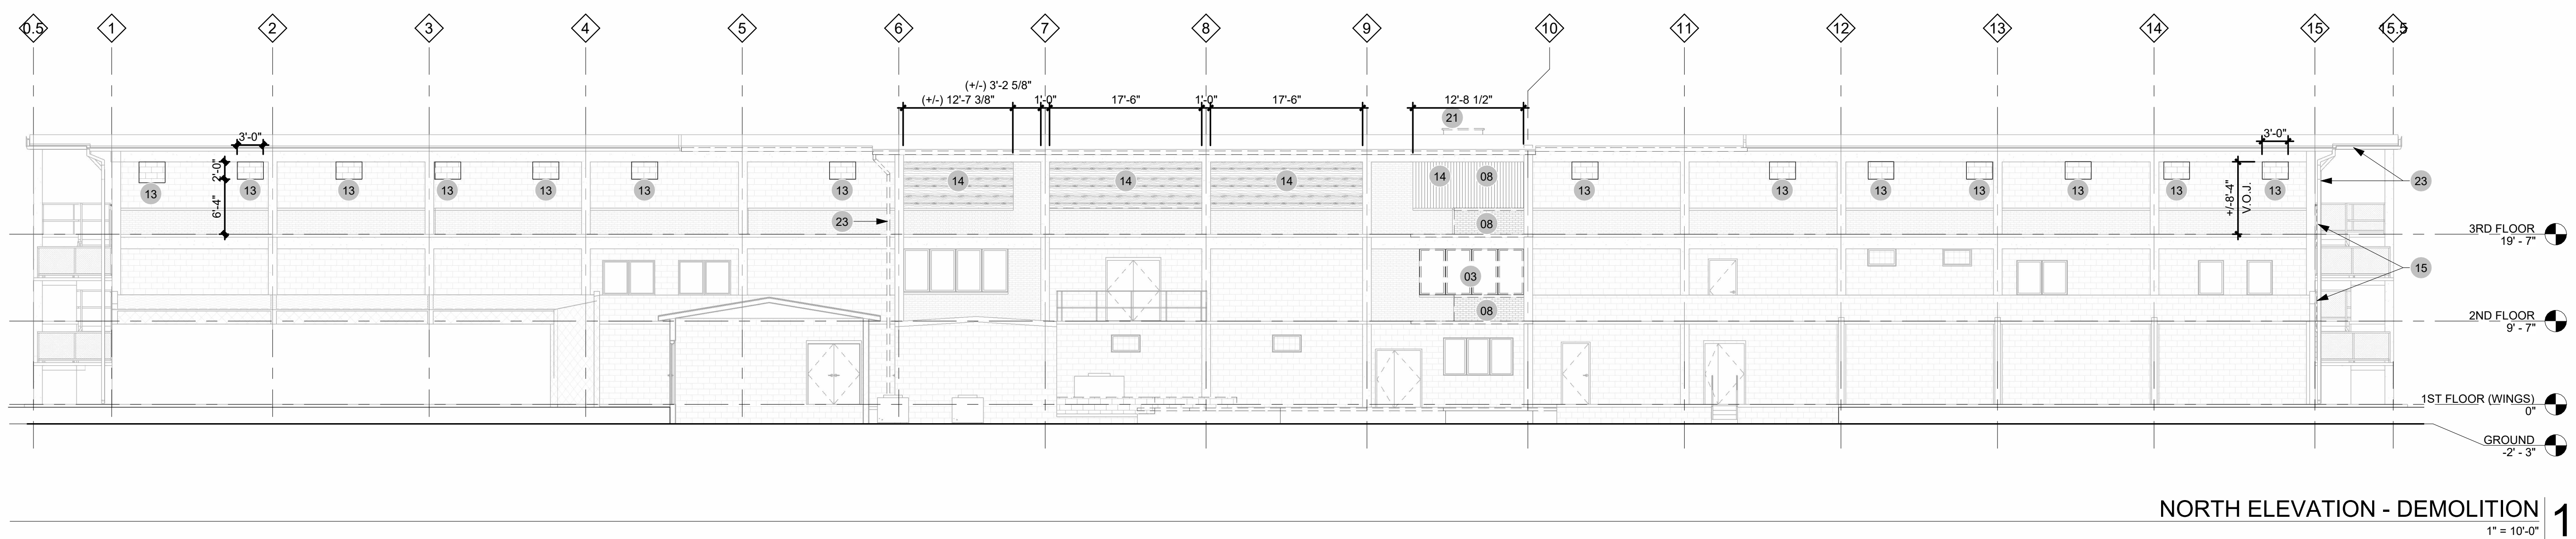 0.5 1 2 3 4 5 6 7 8 9 10 11 12 13 14 15 15.5
(+/-) 3'-2 5/8"
(+/-) 12'-7 3/8" 1'-0" 17'-6" 1'-0" 17'-6" 12'-8 1/2"
21
3'-0" 3'-0"
2'-0"
6'-4"
14 14 14 14 08
13 13 13 13 13 13 13 13 13 13 13 13 13 13
+/-8'-4"
V.O.J.
23
23 08
3RD FLOOR
19' - 7"
03
15
08
2ND FLOOR
9' - 7"
1ST FLOOR (WINGS)
0"
GROUND
-2' - 3"
NORTH ELEVATION - DEMOLITION
1
1" = 10'-0"